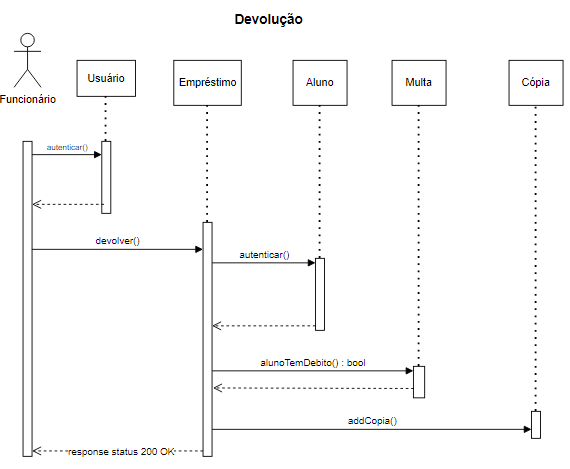 Devolução
Funcionário
Usuário
Empréstimo
Aluno
Multa
Cópia
autenticar()
devolver()
autenticar()
alunoTemDebito() : bool
addCopia()
response status 200 OK